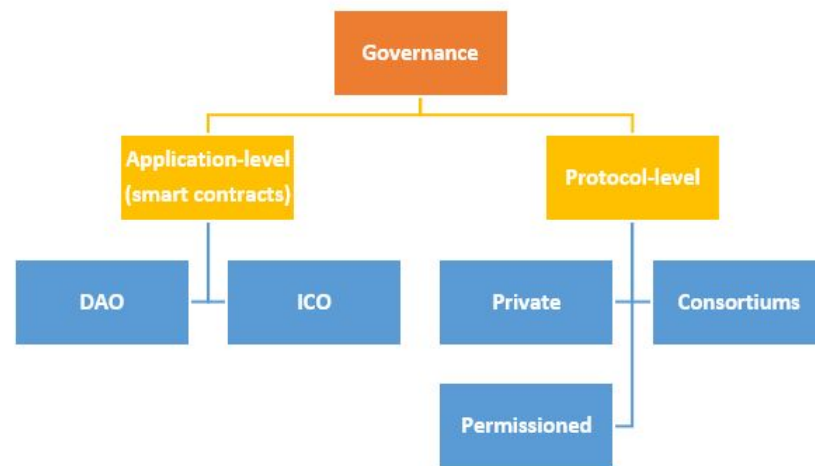 Governance
Application-level
(smart contracts)
Protocol-level
DAO
ICO
Private
Consortiums
Permissioned